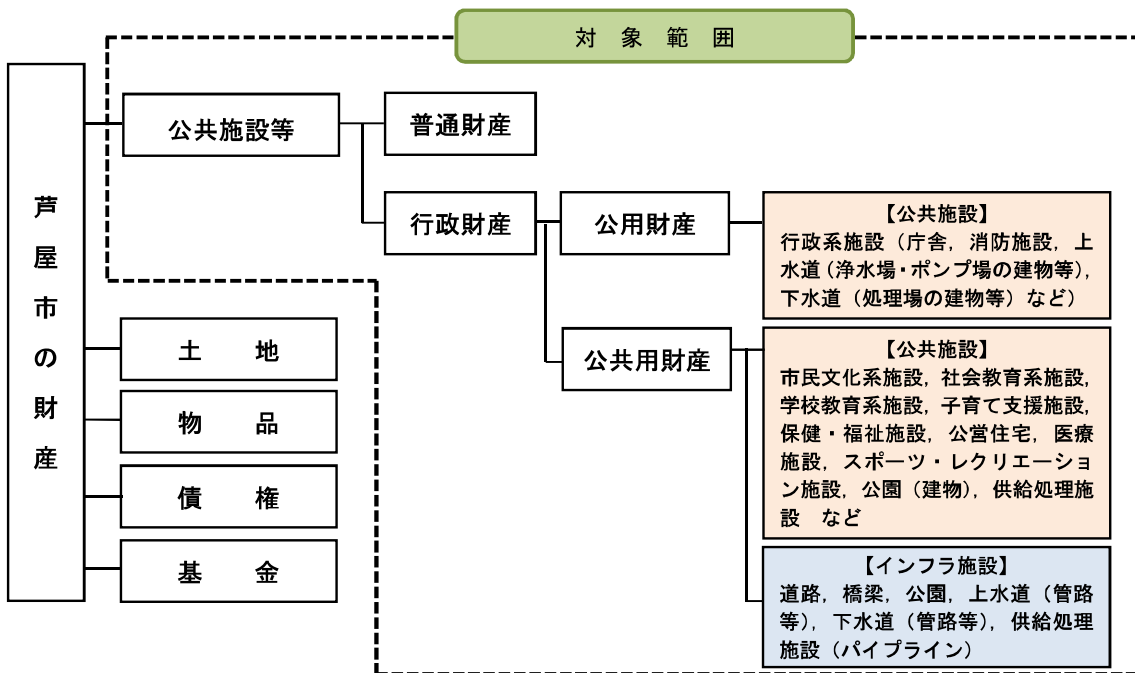 対 象 範 囲
芦屋市の財産
公共施設等
普通財産
行政財産
公用財産
【公共施設】
行政系施設（庁舎，消防施設，上
水道（浄水場・ポンプ場の建物等），
下水道（処理場の建物等）など）
公共用財産
【公共施設】
市民文化系施設，社会教育系施設，
学校教育系施設，子育て支援施設，
保健・福祉施設，公営住宅，医療
施設，スポーツ・レクリエーショ
ン施設，公園（建物），供給処理施
設　など
【インフラ施設】
道路，橋梁，公園，上水道（管路
等），下水道（管路等），供給処理
施設（パイプライン）
土　地
物　品
債　権
基　金